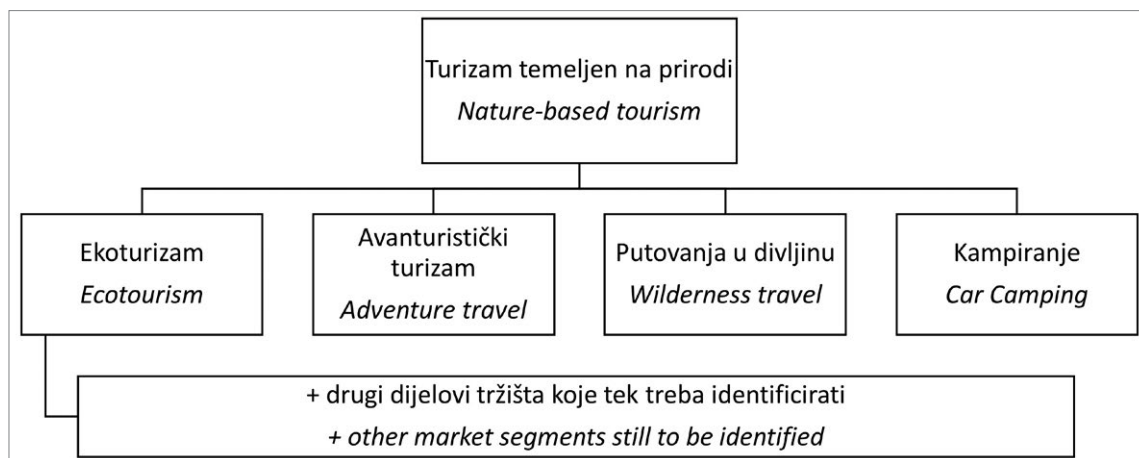 Turizam temeljen na prirodi
Nature-based tourism
Ekoturizam
Ecotourism
Avanturistički
turizam
Adventure travel
Putovanja u divljinu
Wilderness travel
Kampiranje
Car Camping
+ drugi dijelovi tržišta koje tek treba identificirati
+ other market segments still to be identified